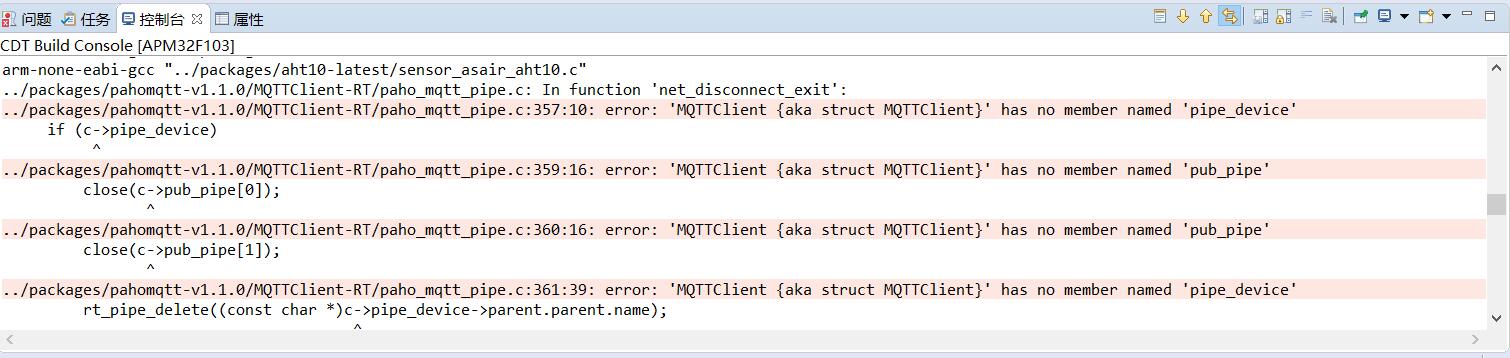 问题 任务 控制台 属性
CDT Build Console [APM32F103]
arm-none-eabi-gcc "../packages/aht10-latest/sensor_asair_aht10.c"
../packages/pahomqtt-v1.1.0/MQTTClient-RT/paho_mqtt_pipe.c: In function 'net_disconnect_exit':
../packages/pahomqtt-v1.1.0/MQTTClient-RT/paho_mqtt_pipe.c:357:10: error: 'MQTTClient {aka struct MQTTClient}' has no member named 'pipe_device'
     if (c->pipe_device)
          ^
../packages/pahomqtt-v1.1.0/MQTTClient-RT/paho_mqtt_pipe.c:359:16: error: 'MQTTClient {aka struct MQTTClient}' has no member named 'pub_pipe'
         close(c->pub_pipe[0]);
                ^
../packages/pahomqtt-v1.1.0/MQTTClient-RT/paho_mqtt_pipe.c:360:16: error: 'MQTTClient {aka struct MQTTClient}' has no member named 'pub_pipe'
         close(c->pub_pipe[1]);
                ^
../packages/pahomqtt-v1.1.0/MQTTClient-RT/paho_mqtt_pipe.c:361:39: error: 'MQTTClient {aka struct MQTTClient}' has no member named 'pipe_device'
         rt_pipe_delete((const char *)c->pipe_device->parent.parent.name);
                                       ^